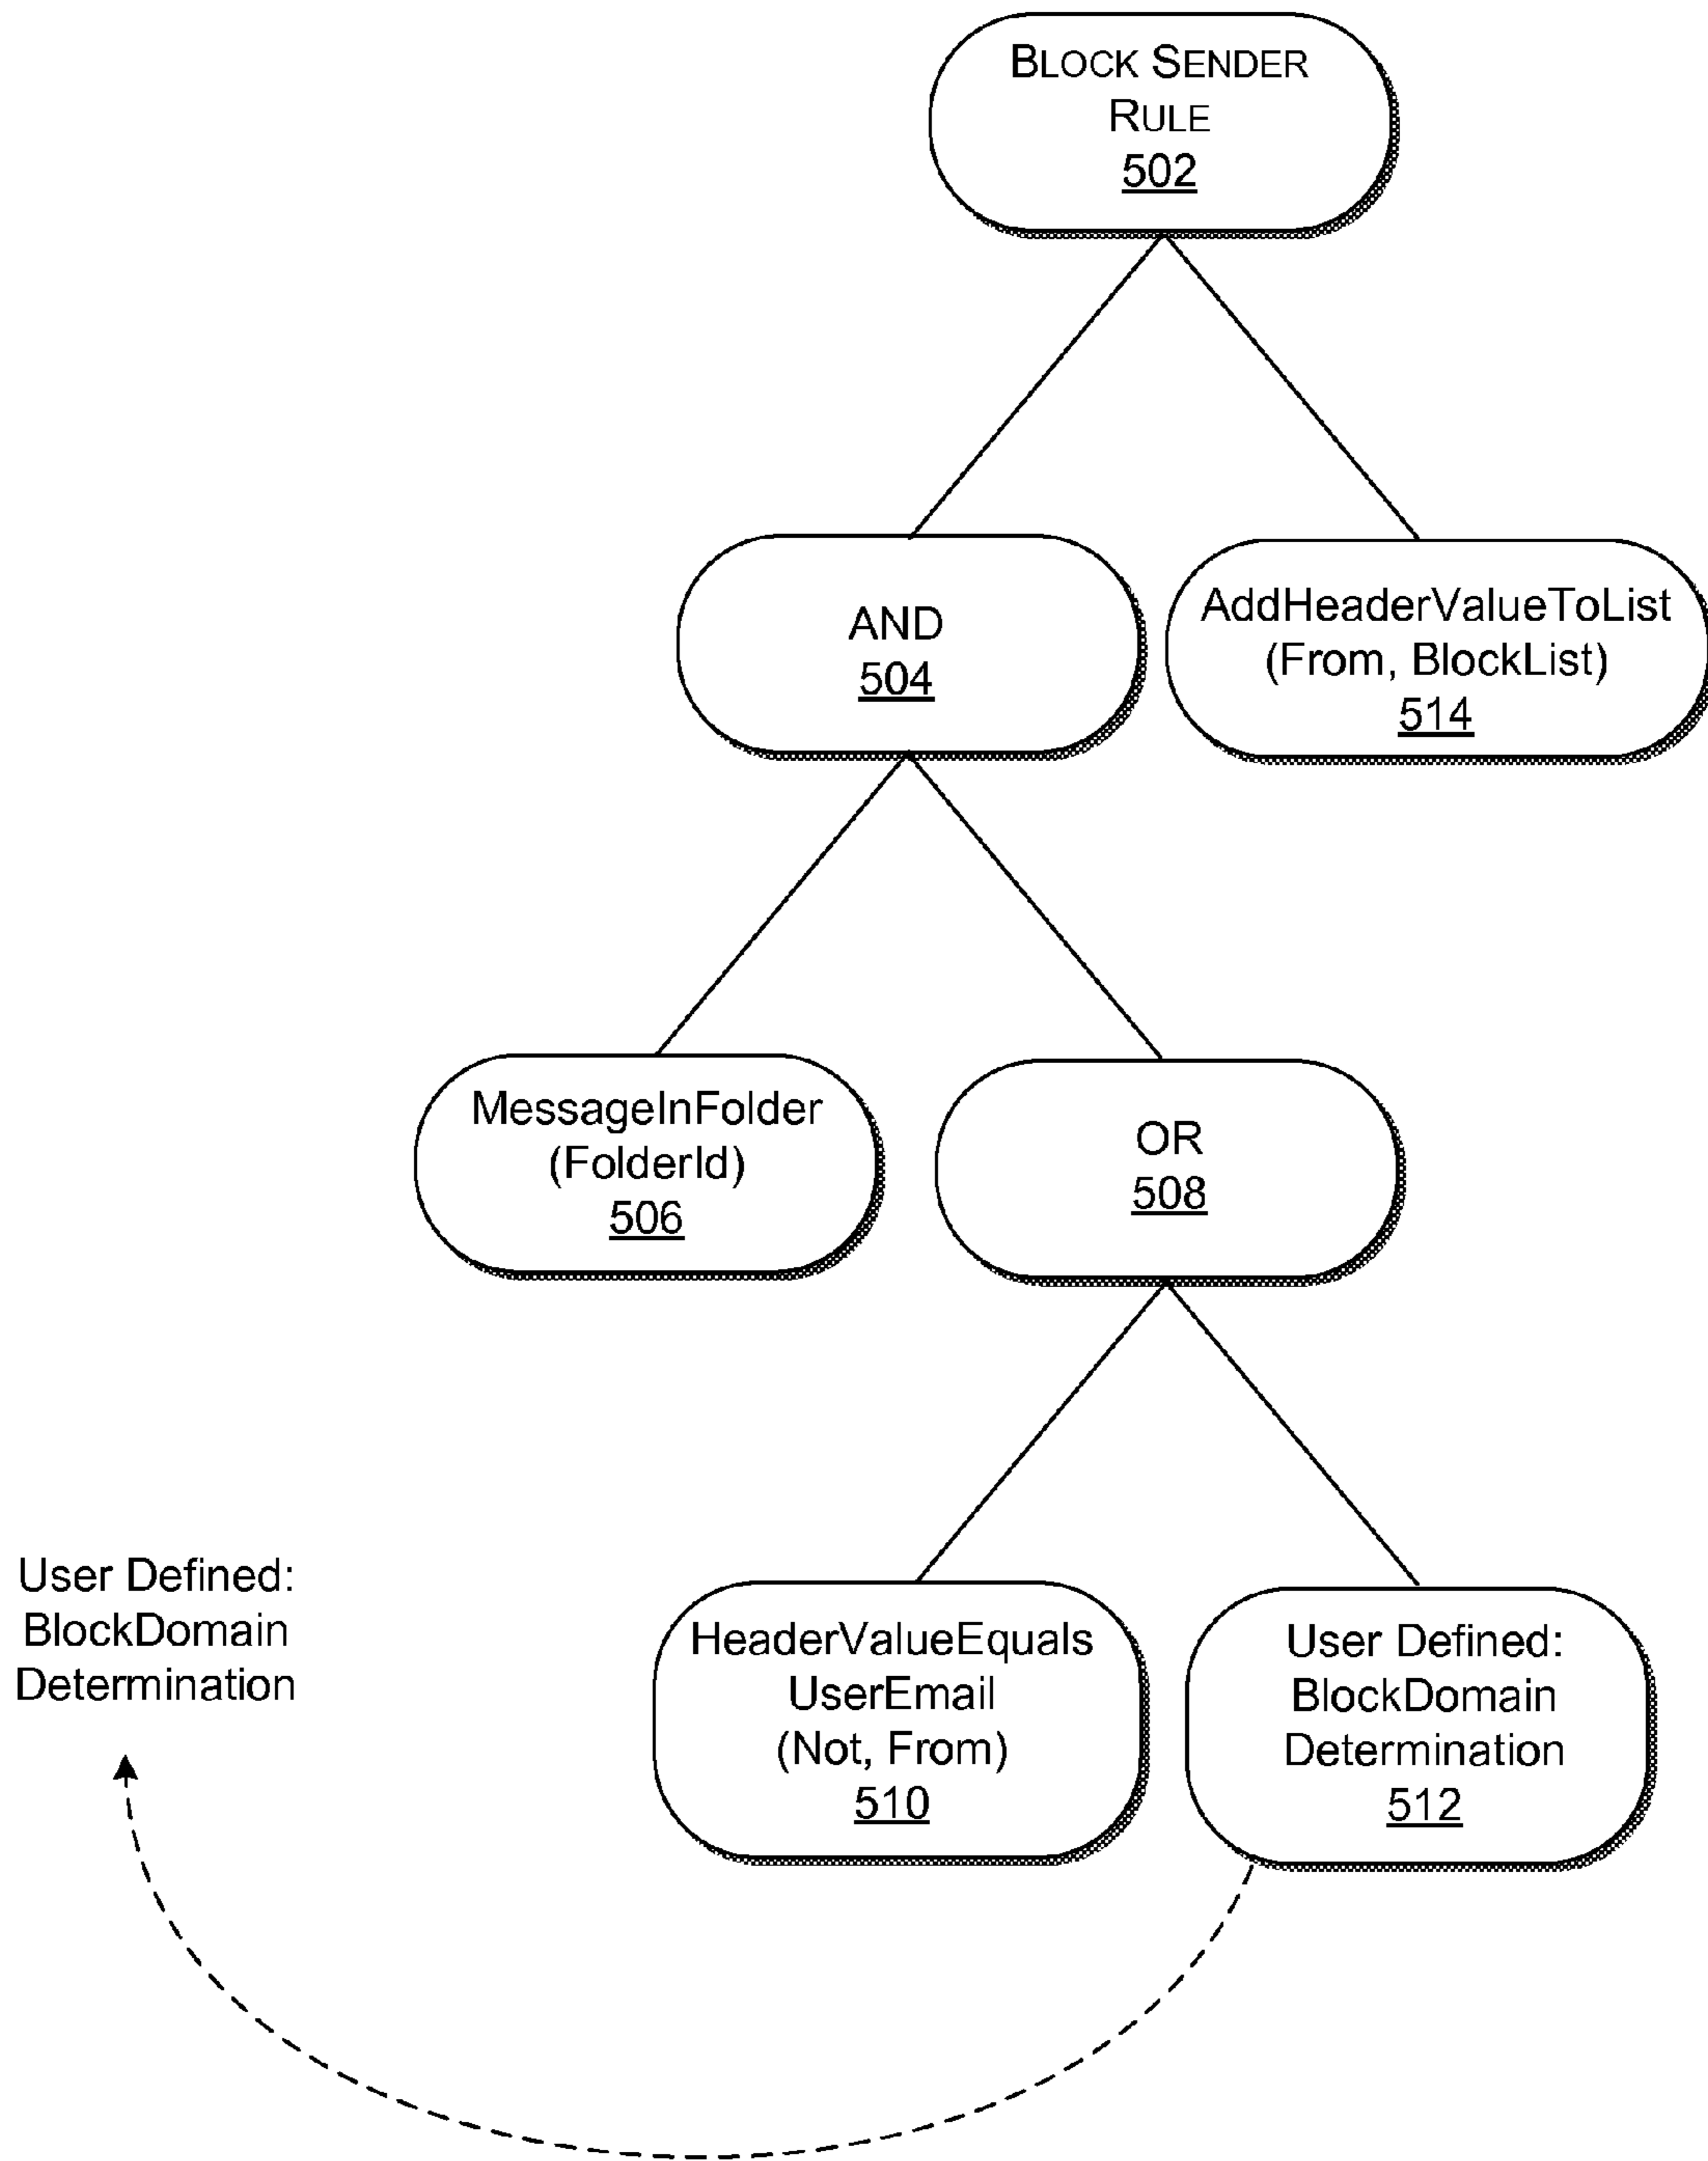 BLOCK SENDER
RULE
502
AND
504
AddHeaderValueToList
(From, BlockList)
514
MessageInFolder
(FolderId)
506
OR
508
User Defined:
BlockDomain
Determination
HeaderValueEquals
UserEmail
(Not, From)
510
User Defined:
BlockDomain
Determination
512